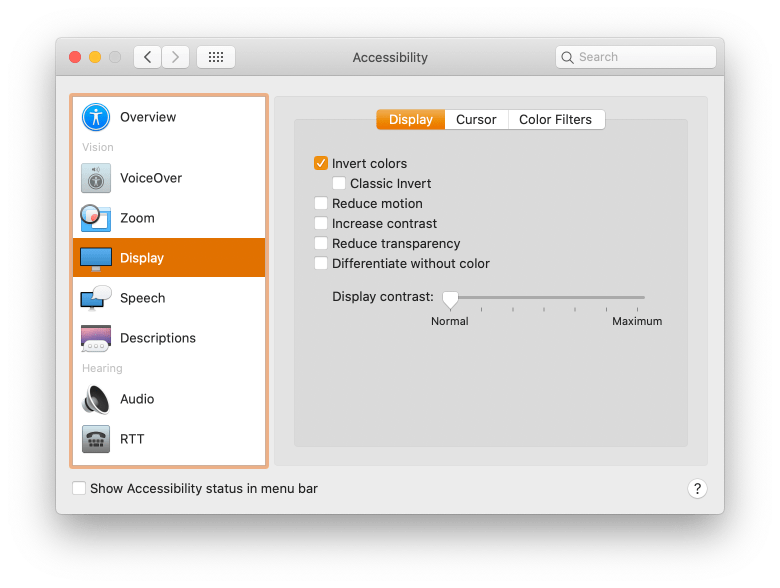 Accessibility
Search
Overview
Vision
VoiceOver
Zoom
Display
Speech
Descriptions
Hearing
Audio
RTT
Display Cursor Color Filters
Invert colors
Classic Invert
Reduce motion
Increase contrast
Reduce transparency
Differentiate without color
Display contrast:
Normal Maximum
Show Accessibility status in menu bar
?